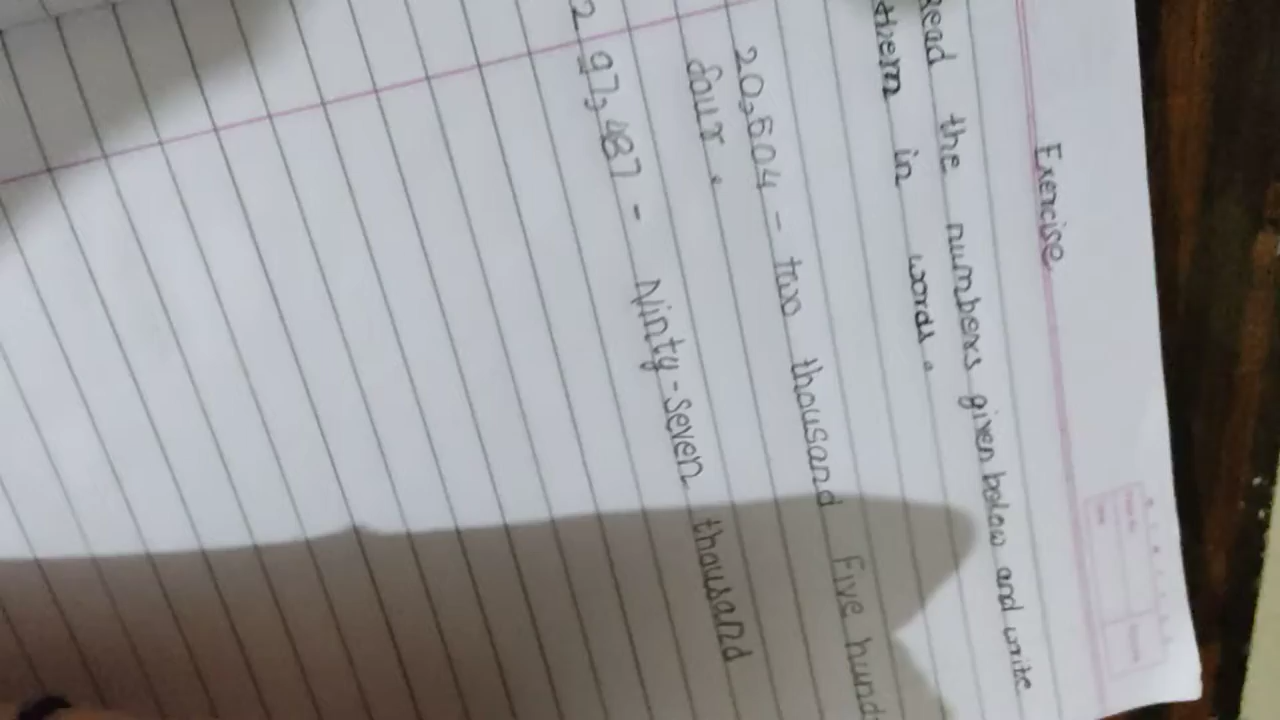 Exercise
Read the numbers given below and write
them in words.
20,504 - two thousand Five hund
four.
2 97,487 - Ninty-seven thousand